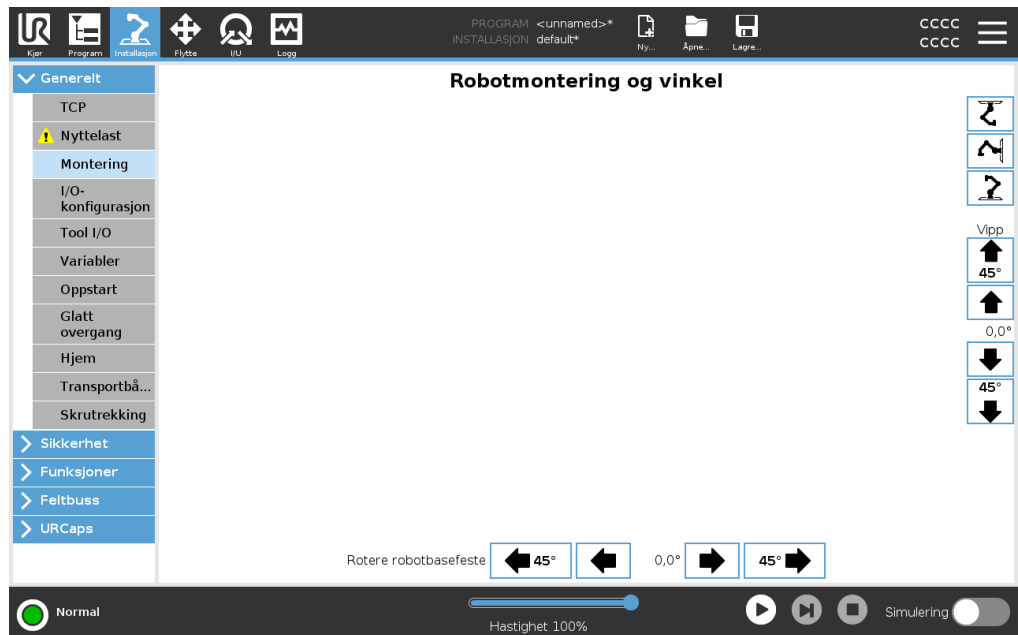 UR
Kjør
Program
Installasjon
Flytte
I/U
Logg
PROGRAM <unnamed>*
INSTALLASJON default*
Ny...
Åpne...
Lagre...
CCCC
CCCC
Generelt
TCP
Nyttelast
Montering
I/O-
konfigurasjon
Tool I/O
Variabler
Oppstart
Glatt
overgang
Hjem
Transportbå...
Skrutrekking
Sikkerhet
Funksjoner
Feltbuss
URCaps
Robotmontering og vinkel
Vipp
45°
0,0°
45°
Rotere robotbasefeste 45° 0,0° 45°
Normal
Hastighet 100%
Simulering